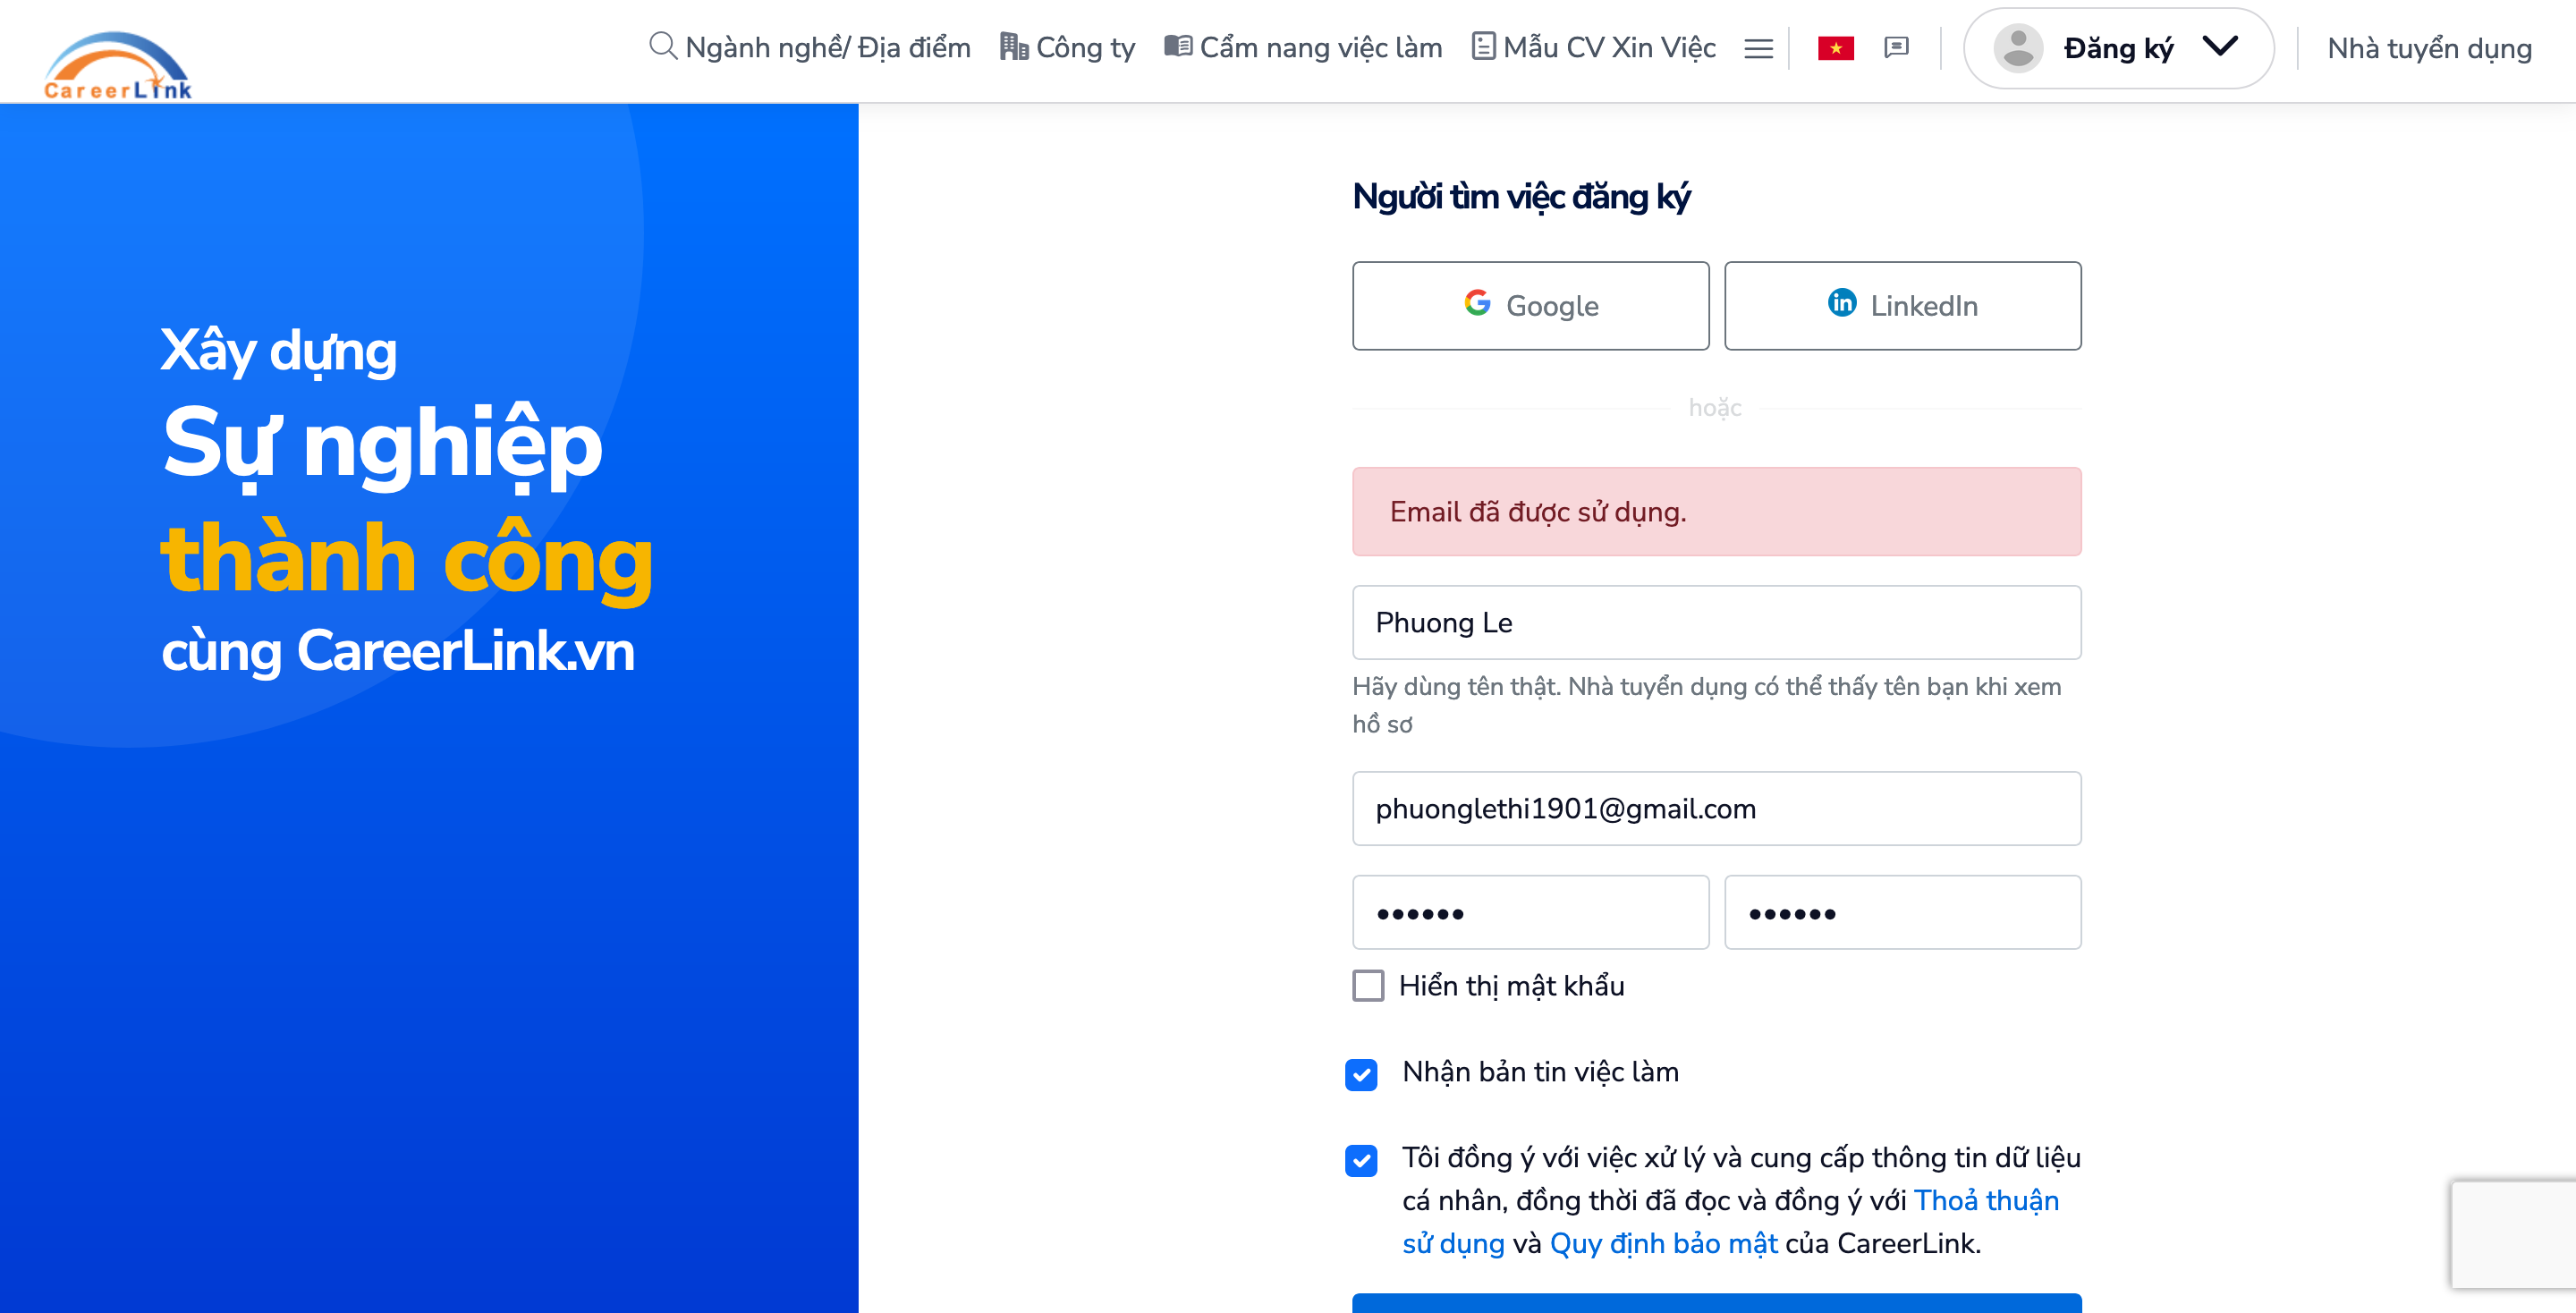 CareerLink
Ngành nghề/ Địa điểm
Công ty
Cẩm nang việc làm
Mẫu CV Xin Việc
Đăng ký
Nhà tuyển dụng
Xây dựng
Sự nghiệp
thành công
cùng CareerLink.vn
Người tìm việc đăng ký
Google
LinkedIn
hoặc
Email đã được sử dụng.
Phuong Le
Hãy dùng tên thật. Nhà tuyển dụng có thể thấy tên bạn khi xem
hồ sơ
phuonglethi1901@gmail.com
••••••
••••••
Hiển thị mật khẩu
Nhận bản tin việc làm
Tôi đồng ý với việc xử lý và cung cấp thông tin dữ liệu
cá nhân, đồng thời đã đọc và đồng ý với Thoả thuận
sử dụng và Quy định bảo mật của CareerLink.